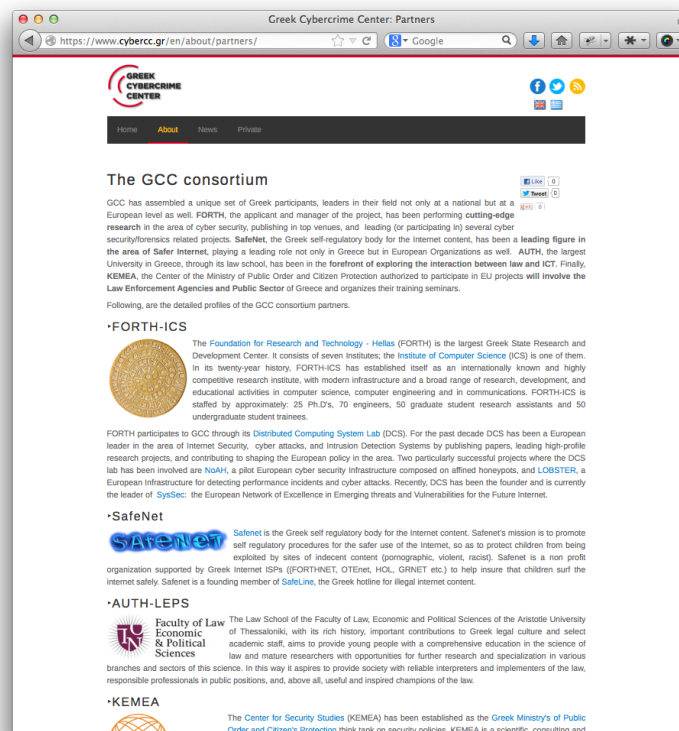 Greek Cybercrime Center: Partners
https://www.cybercc.gr/en/about/partners/
Google
GREEK
CYBERCRIME
CENTER
Home About News Private
The GCC consortium
Like 0
Tweet 0
+1 0
GCC has assembled a unique set of Greek participants, leaders in their field not only at a national but at a
European level as well. FORTH, the applicant and manager of the project, has been performing cutting-edge
research in the area of cyber security, publishing in top venues, and leading (or participating in) several cyber
security/forensics related projects. SafeNet, the Greek self-regulatory body for the Internet content, has been a leading figure in
the area of Safer Internet, playing a leading role not only in Greece but in European Organizations as well. AUTH, the largest
University in Greece, through its law school, has been in the forefront of exploring the interaction between law and ICT. Finally,
KEMEA, the Center of the Ministry of Public Order and Citizen Protection authorized to participate in EU projects will involve the
Law Enforcement Agencies and Public Sector of Greece and organizes their training seminars.
Following, are the detailed profiles of the GCC consortium partners.
FORTH-ICS
The Foundation for Research and Technology - Hellas (FORTH) is the largest Greek State Research and
Development Center. It consists of seven Institutes; the Institute of Computer Science (ICS) is one of them.
In its twenty-year history, FORTH-ICS has established itself as an internationally known and highly
competitive research institute, with modern infrastructure and a broad range of research, development, and
educational activities in computer science, computer engineering and in communications. FORTH-ICS is
staffed by approximately: 25 Ph.D's, 70 engineers, 50 graduate student research assistants and 50
undergraduate student trainees.
FORTH participates to GCC through its Distributed Computing System Lab (DCS). For the past decade DCS has been a European
leader in the area of Internet Security, cyber attacks, and Intrusion Detection Systems by publishing papers, leading high-profile
research projects, and contributing to shaping the European policy in the area. Two particularly successful projects where the DCS
lab has been involved are NoAH, a pilot European cyber security Infrastructure composed on affined honeypots, and LOBSTER, a
European Infrastructure for detecting performance incidents and cyber attacks. Recently, DCS has been the founder and is currently
the leader of SysSec: the European Network of Excellence in Emerging threats and Vulnerabilities for the Future Internet.
SafeNet
SAFENET
Safenet is the Greek self regulatory body for the Internet content. Safenet's mission is to promote
self regulatory procedures for the safer use of the Internet, so as to protect children from being
exploited by sites of indecent content (pornographic, violent, racist). Safenet is a non profit
organization supported by Greek Internet ISPs ((FORTHNET, OTEnet, HOL, GRNET etc.) to help insure that children surf the
internet safely. Safenet is a founding member of SafeLine, the Greek hotline for illegal internet content.
AUTH-LEPS
Faculty of Law
Economic
& Political
Sciences
The Law School of the Faculty of Law, Economic and Political Sciences of the Aristotle University
of Thessaloniki, with its rich history, important contributions to Greek legal culture and select
academic staff, aims to provide young people with a comprehensive education in the science of
law and mature researchers with opportunities for further research and specialization in various
branches and sectors of this science. In this way it aspires to provide society with reliable interpreters and implementers of the law,
responsible professionals in public positions, and, above all, useful and inspired champions of the law.
KEMEA
The Center for Security Studies (KEMEA) has been established as the Greek Ministry's of Public
Order and Citizen's Protection think tank on security policies. KEMEA is a scientific, consulting and